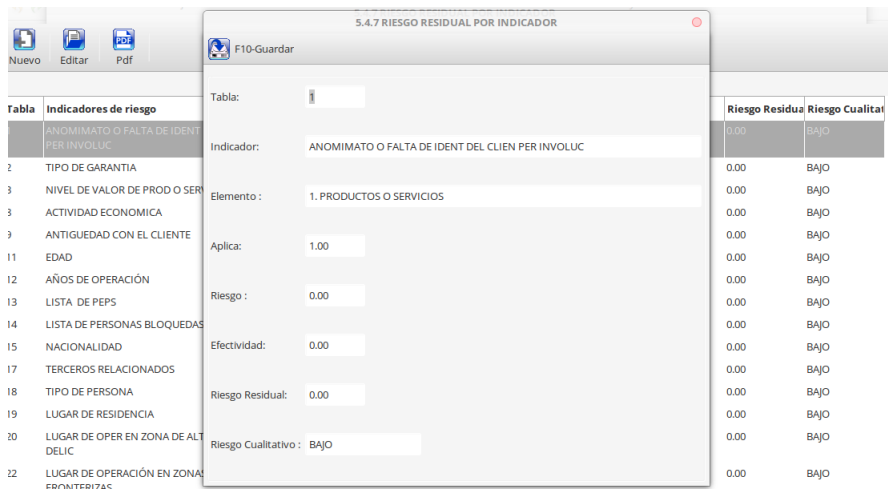 5.4.7 RIESGO RESIDUAL POR INDICADOR
Nuevo Editar Pdf
F10-Guardar
Tabla Indicadores de riesgo Riesgo Residua Riesgo Cualitat
ANOMIMATO O FALTA DE IDENT 0.00 BAJO
PER INVOLUC
2 TIPO DE GARANTIA 0.00 BAJO
NIVEL DE VALOR DE PROD O SERV 0.00 BAJO
ACTIVIDAD ECONOMICA 0.00 BAJO
ANTIGUEDAD CON EL CLIENTE 0.00 BAJO
11 EDAD 0.00 BAJO
12 AÑOS DE OPERACIÓN 0.00 BAJO
13 LISTA DE PEPS 0.00 BAJO
14 LISTA DE PERSONAS BLOQUEDAS 0.00 BAJO
15 NACIONALIDAD 0.00 BAJO
17 TERCEROS RELACIONADOS 0.00 BAJO
18 TIPO DE PERSONA 0.00 BAJO
19 LUGAR DE RESIDENCIA 0.00 BAJO
20 LUGAR DE OPER EN ZONA DE ALT 0.00 BAJO
DELIC
22 LUGAR DE OPERACIÓN EN ZONAS 0.00 BAJO
FRONTERIZAS
Tabla: 1
Indicador: ANOMIMATO O FALTA DE IDENT DEL CLIEN PER INVOLUC
Elemento : 1. PRODUCTOS O SERVICIOS
Aplica: 1.00
Riesgo : 0.00
Efectividad: 0.00
Riesgo Residual: 0.00
Riesgo Cualitativo : BAJO